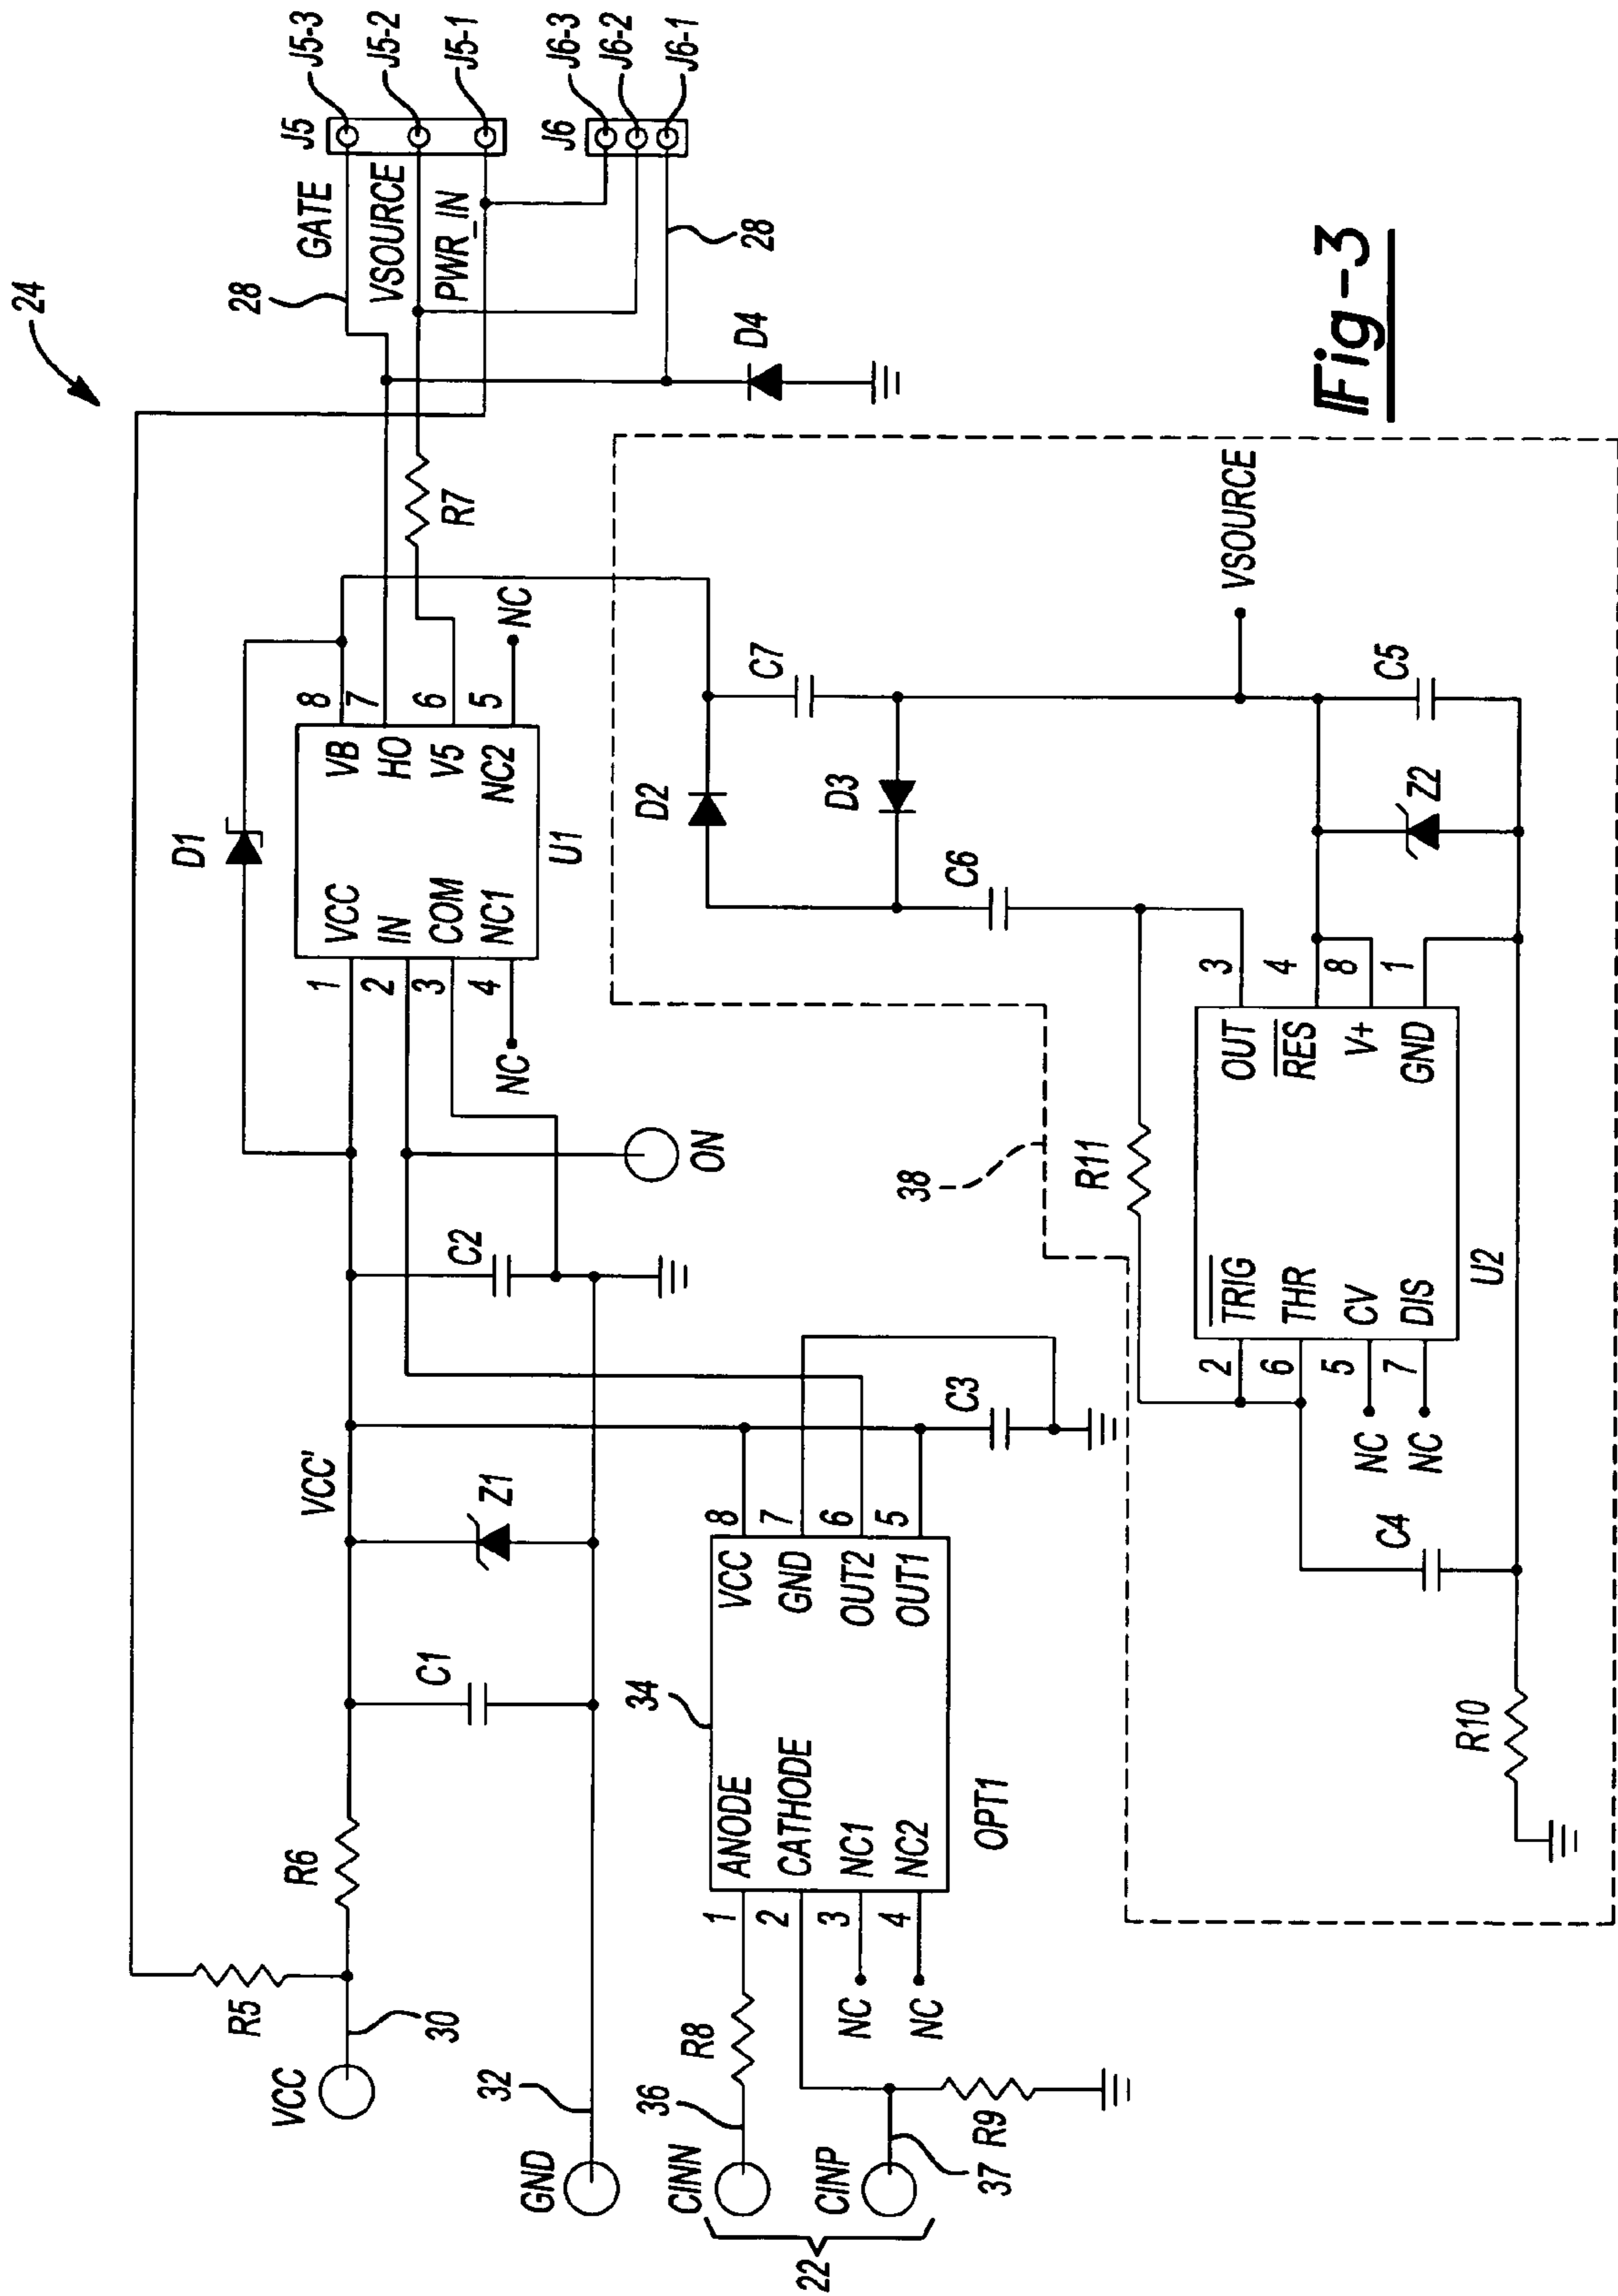 24
J5
J5-3
J5-2
J5-1
28
GATE
VSOURCE
PWR_IN
J6
J6-3
J6-2
J6-1
28
D4
R7
D1
8
7
6
5
NC
VB
HO
V5
NC2
VCC
IN
COM
NC1
U1
1
2
3
4
NC
ON
C2
VCC'
Z1
C1
R6
R5
30
VCC
32
GND
C3
8
7
6
5
VCC
GND
OUT2
OUT1
34
ANODE
CATHODE
NC1
NC2
OPT1
1
2
3
4
NC
NC
R8
36
CINN
CINP
37
R9
22
38
D2
C7
D3
C6
VSOURCE
C5
Z2
3
4
8
1
OUT
RES
V+
GND
R11
TRIG
THR
CV
DIS
U2
2
6
5
7
NC
NC
C4
R10
Fig-3